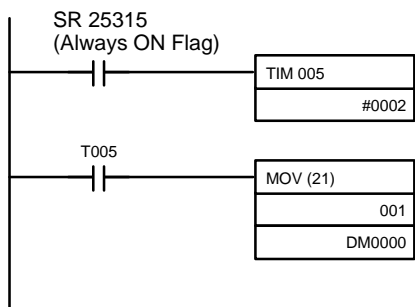 SR 25315
(Always ON Flag)
TIM 005
#0002
T005
MOV (21)
001
DM0000